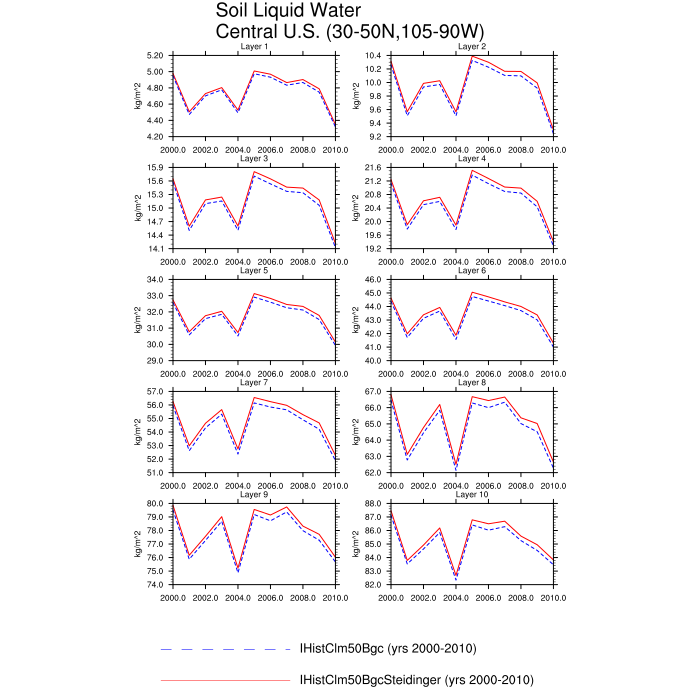 Soil Liquid Water
Central U.S. (30-50N,105-90W)
Layer 1
5.20
5.00
4.80
4.60
4.40
4.20
kg/m^2
2000.0 2002.0 2004.0 2006.0 2008.0 2010.0
Layer 2
10.4
10.2
10.0
9.8
9.6
9.4
9.2
kg/m^2
2000.0 2002.0 2004.0 2006.0 2008.0 2010.0
Layer 3
15.9
15.6
15.3
15.0
14.7
14.4
14.1
kg/m^2
2000.0 2002.0 2004.0 2006.0 2008.0 2010.0
Layer 4
21.6
21.2
20.8
20.4
20.0
19.6
19.2
kg/m^2
2000.0 2002.0 2004.0 2006.0 2008.0 2010.0
Layer 5
34.0
33.0
32.0
31.0
30.0
29.0
kg/m^2
2000.0 2002.0 2004.0 2006.0 2008.0 2010.0
Layer 6
46.0
45.0
44.0
43.0
42.0
41.0
40.0
kg/m^2
2000.0 2002.0 2004.0 2006.0 2008.0 2010.0
Layer 7
57.0
56.0
55.0
54.0
53.0
52.0
51.0
kg/m^2
2000.0 2002.0 2004.0 2006.0 2008.0 2010.0
Layer 8
67.0
66.0
65.0
64.0
63.0
62.0
kg/m^2
2000.0 2002.0 2004.0 2006.0 2008.0 2010.0
Layer 9
80.0
79.0
78.0
77.0
76.0
75.0
74.0
kg/m^2
2000.0 2002.0 2004.0 2006.0 2008.0 2010.0
Layer 10
88.0
87.0
86.0
85.0
84.0
83.0
82.0
kg/m^2
2000.0 2002.0 2004.0 2006.0 2008.0 2010.0
IHistClm50Bgc (yrs 2000-2010)
IHistClm50BgcSteidinger (yrs 2000-2010)